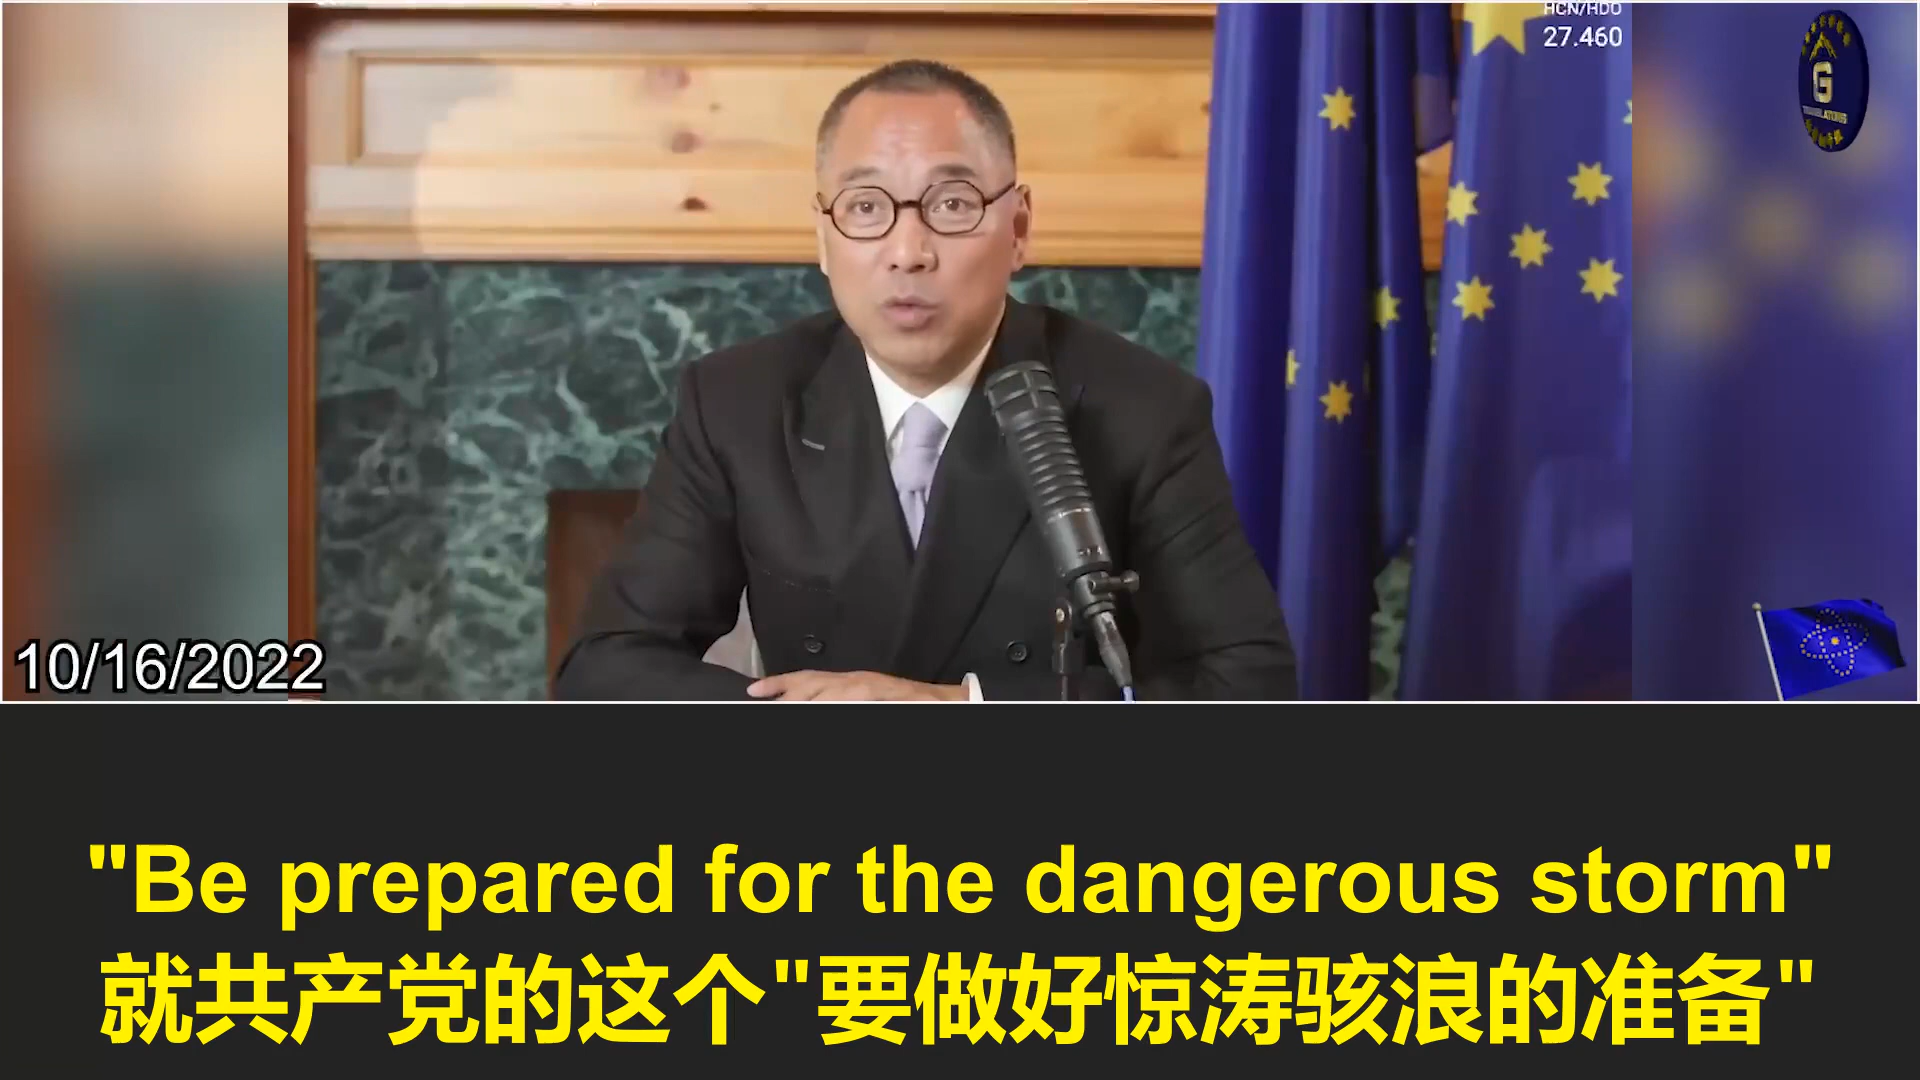 HCN/HDO
27.460
G
TRANSLATORS
10/16/2022
"Be prepared for the dangerous storm"
就共产党的这个"要做好惊涛骇浪的准备"